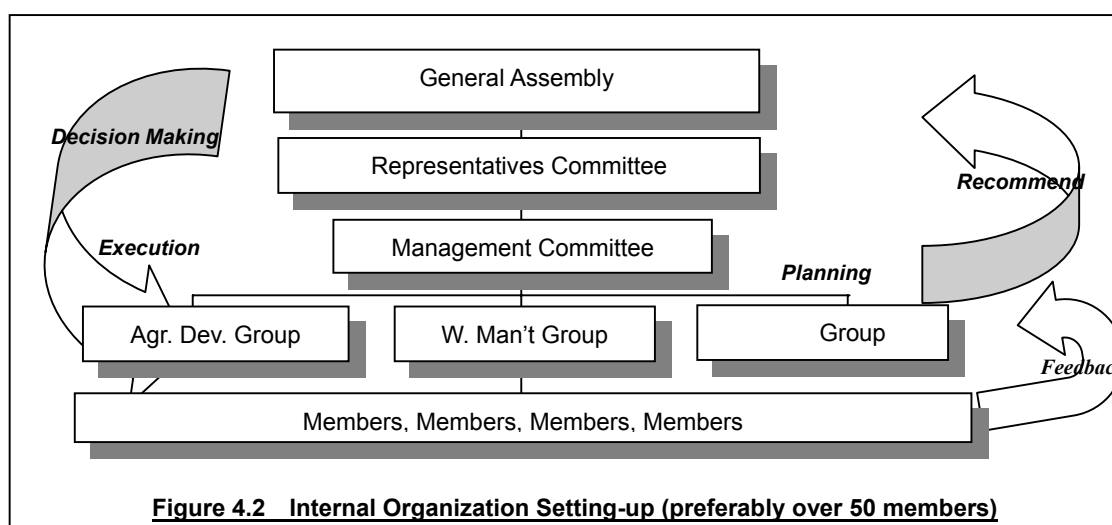 General Assembly
Decision Making
Representatives Committee
Recommend
Execution
Management Committee
Planning
Agr. Dev. Group
W. Man't Group
Group
Feedbac
Members, Members, Members, Members
Figure 4.2 Internal Organization Setting-up (preferably over 50 members)